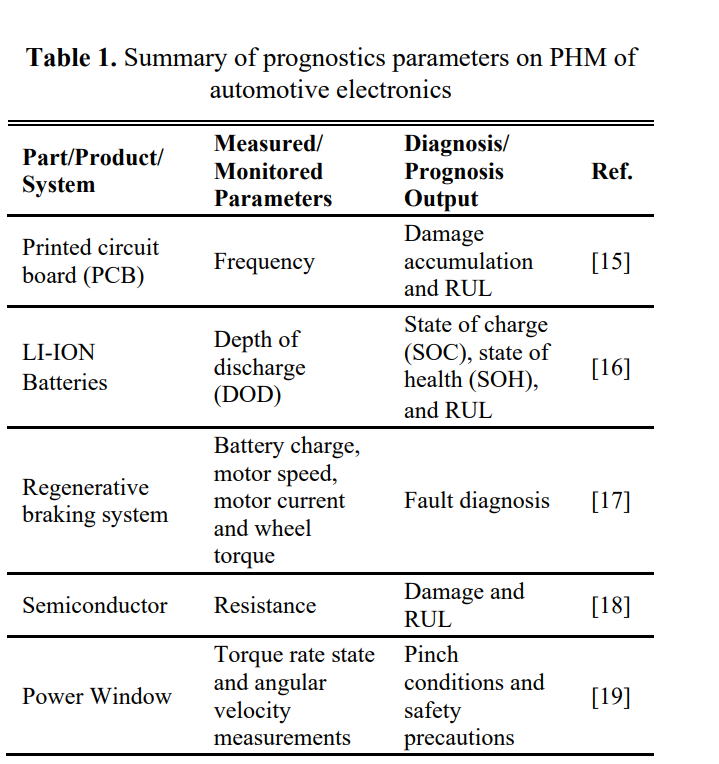 Table 1. Summary of prognostics parameters on PHM of
automotive electronics
Part/Product/
System
Measured/
Monitored
Parameters
Diagnosis/
Prognosis
Output
Ref.
Printed circuit
board (PCB)
Frequency
Damage
accumulation
and RUL
[15]
LI-ION
Batteries
Depth of
discharge
(DOD)
State of charge
(SOC), state of
health (SOH),
and RUL
[16]
Regenerative
braking system
Battery charge,
motor speed,
motor current
and wheel
torque
Fault diagnosis
[17]
Semiconductor
Resistance
Damage and
RUL
[18]
Power Window
Torque rate state
and angular
velocity
measurements
Pinch
conditions and
safety
precautions
[19]